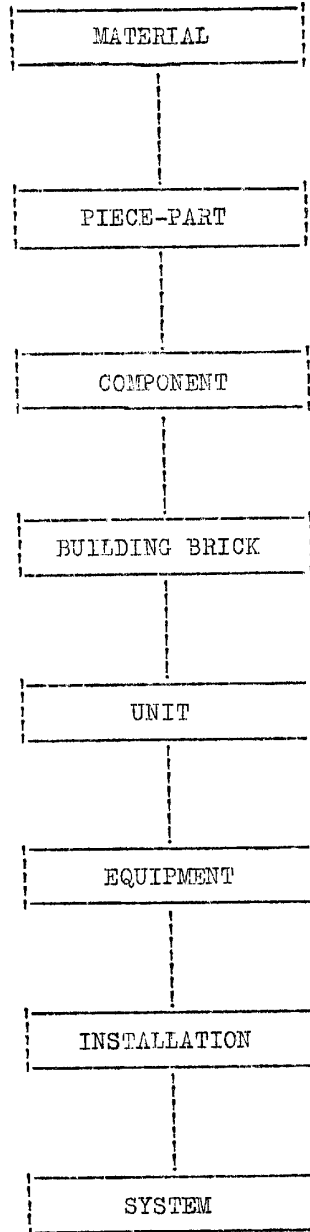 MATERIAL
PIECE-PART
COMPONENT
BUILDING BRICK
UNIT
EQUIPMENT
INSTALLATION
SYSTEM